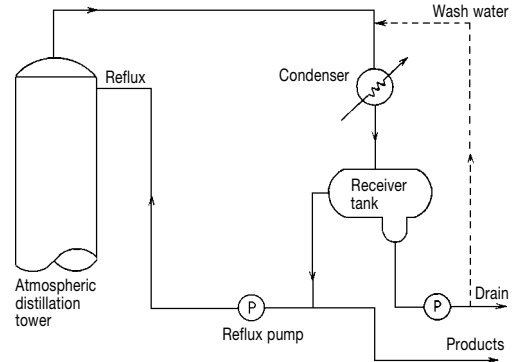 Wash water
Reflux
Condenser
Receiver
tank
Atmospheric
distillation
tower
P
Reflux pump
P
Drain
Products